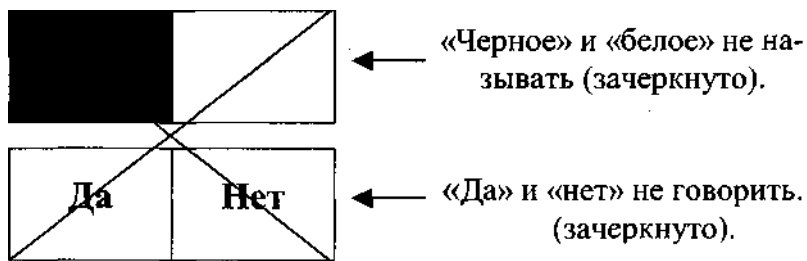 «Черное» и «белое» не на-
зывать (зачеркнуто).
Да Нет
«Да» и «нет» не говорить.
(зачеркнуто).